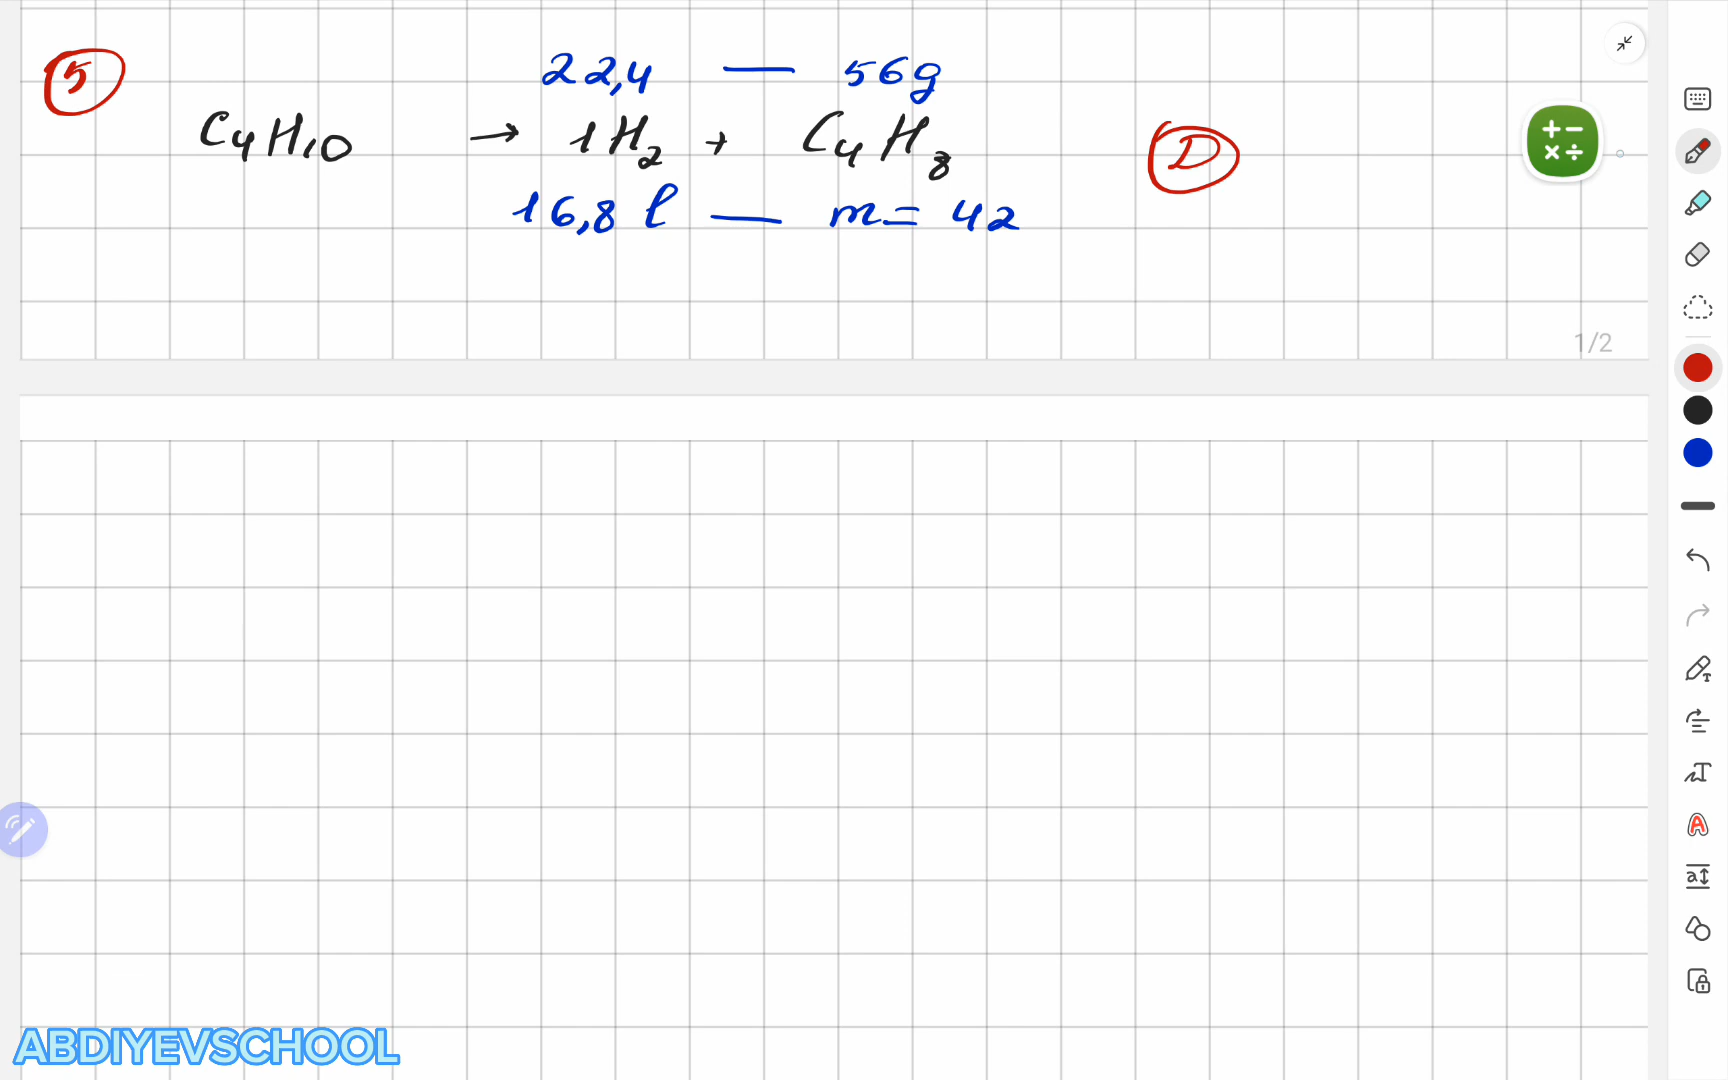 5
22,4 — 56g
C4H10 → 1H2 + C4H8
D
16,8 l — m = 42
1/2
ABDIYEVSCHOOL